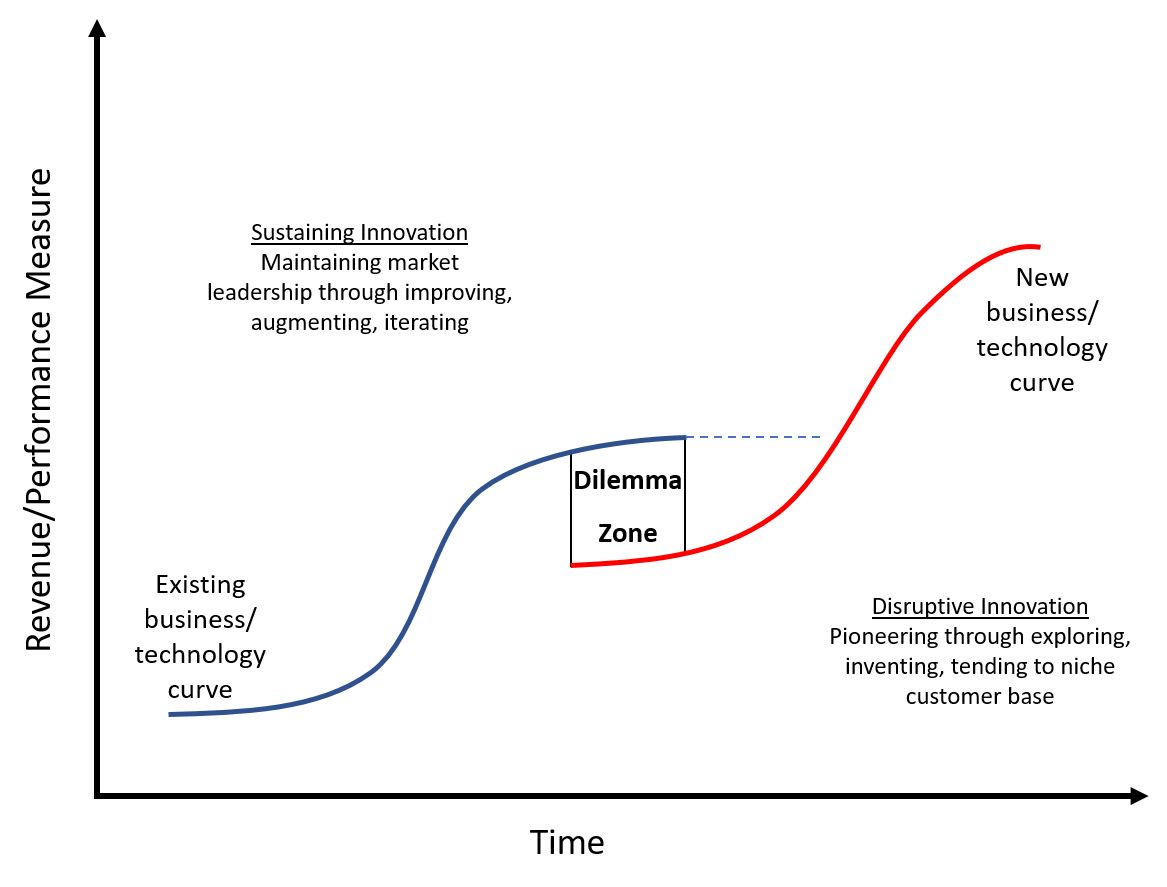 Revenue/Performance Measure
Sustaining Innovation
Maintaining market
leadership through improving,
augmenting, iterating
New
business/
technology
curve
Dilemma
Zone
Existing
business/
technology
curve
Disruptive Innovation
Pioneering through exploring,
inventing, tending to niche
customer base
Time